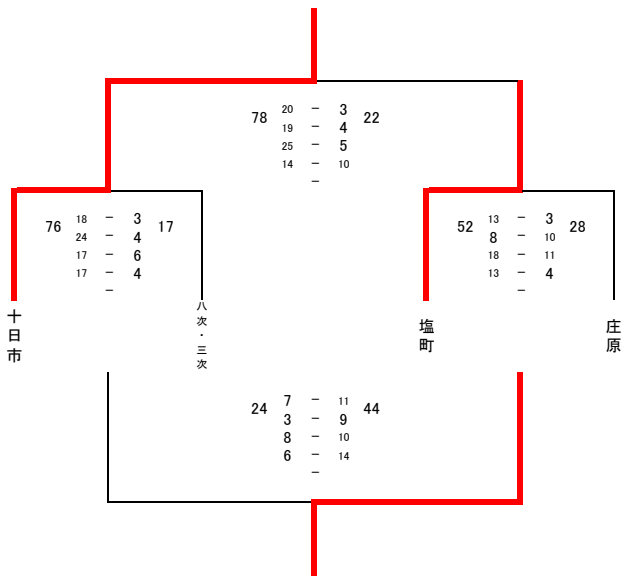 78 20 － 3 22
19 － 4
25 － 5
14 － 10
－
76 18 － 3 17
24 － 4
17 － 6
17 － 4
－
52 13 － 3 28
8 － 10
18 － 11
13 － 4
－
十日市
八次・三次
塩町
庄原
24 7 － 11 44
3 － 9
8 － 10
6 － 14
－